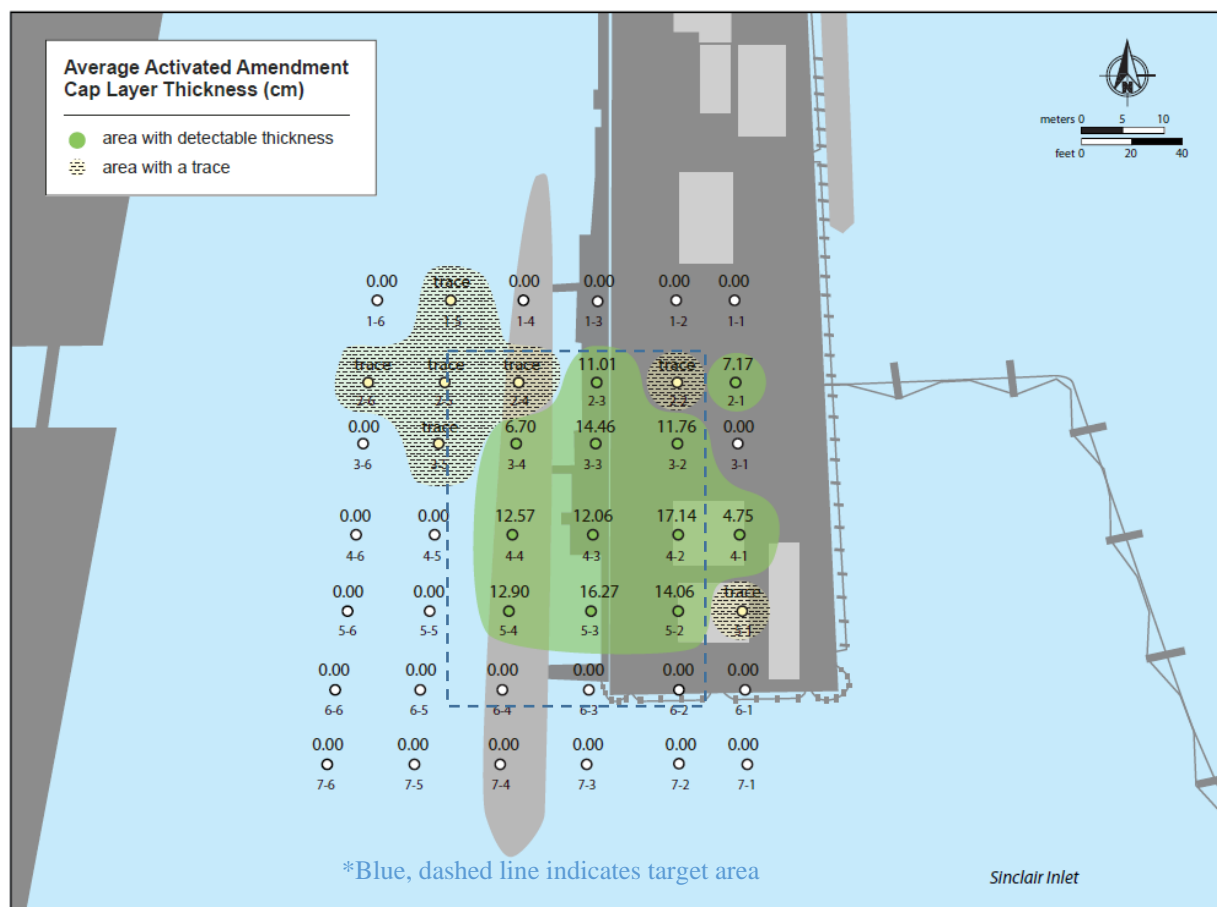 Average Activated Amendment
Cap Layer Thickness (cm)
area with detectable thickness
area with a trace
N
meters 0 5 10
feet 0 20 40
0.00 trace 0.00 0.00 0.00 0.00
1-6 1-5 1-4 1-3 1-2 1-1
trace trace trace 11.01 trace 7.17
2-6 2-5 2-4 2-3 2-2 2-1
0.00 trace 6.70 14.46 11.76 0.00
3-6 3-5 3-4 3-3 3-2 3-1
0.00 0.00 12.57 12.06 17.14 4.75
4-6 4-5 4-4 4-3 4-2 4-1
0.00 0.00 12.90 16.27 14.06 trace
5-6 5-5 5-4 5-3 5-2 5-1
0.00 0.00 0.00 0.00 0.00 0.00
6-6 6-5 6-4 6-3 6-2 6-1
0.00 0.00 0.00 0.00 0.00 0.00
7-6 7-5 7-4 7-3 7-2 7-1
*Blue, dashed line indicates target area
Sinclair Inlet